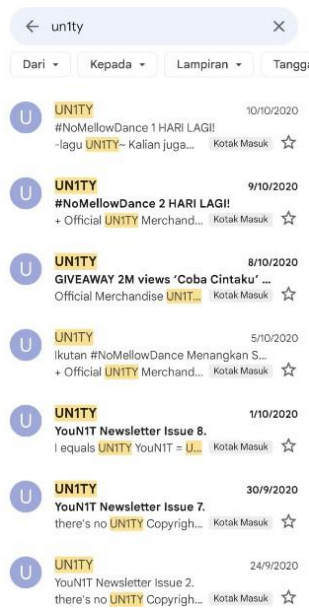 un1ty
Dari Kepada Lampiran Tangga
U UN1TY 10/10/2020
#NoMellowDance 1 HARI LAGI!
-lagu UN1TY~ Kalian juga... Kotak Masuk
U UN1TY 9/10/2020
#NoMellowDance 2 HARI LAGI!
+ Official UN1TY Merchand... Kotak Masuk
U UN1TY 8/10/2020
GIVEAWAY 2M views ‘Coba Cintaku’ ...
Official Merchandise UN1T... Kotak Masuk
U UN1TY 5/10/2020
Ikutan #NoMellowDance Menangkan S...
+ Official UN1TY Merchand... Kotak Masuk
U UN1TY 1/10/2020
YouN1T Newsletter Issue 8.
I equals UN1TY YouN1T = U... Kotak Masuk
U UN1TY 30/9/2020
YouN1T Newsletter Issue 7.
there's no UN1TY Copyrigh... Kotak Masuk
U UN1TY 24/9/2020
YouN1T Newsletter Issue 2.
there's no UN1TY Copyrigh... Kotak Masuk